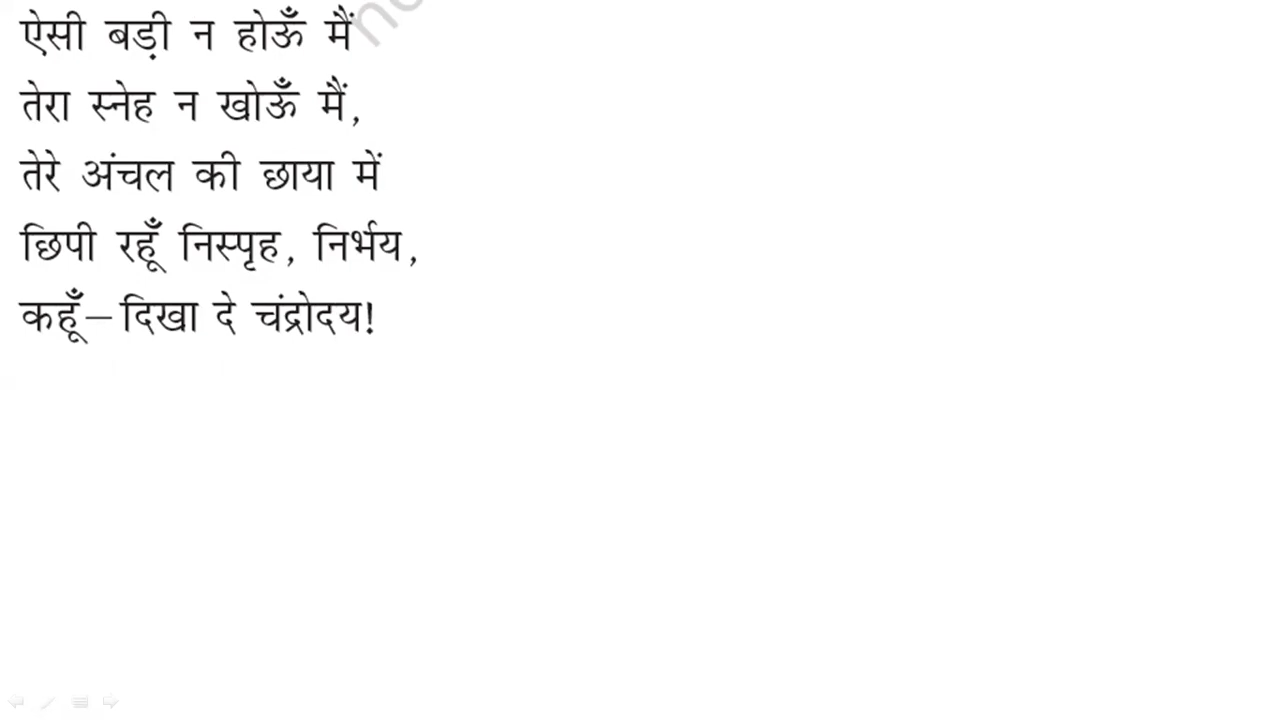 ऐसी बड़ी न होऊँ मैं
तेरा स्नेह न खोऊँ मैं,
तेरे अंचल की छाया में
छिपी रहूँ निस्पृह, निर्भय,
कहूँ–दिखा दे चंद्रोदय!